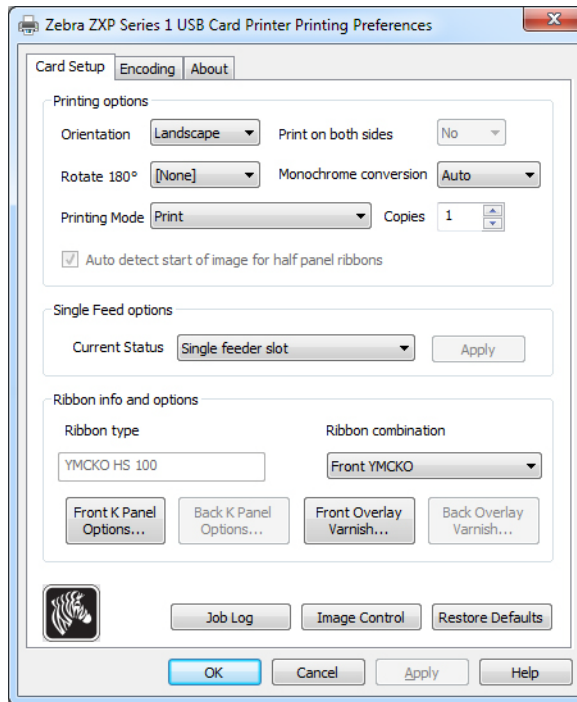 Zebra ZXP Series 1 USB Card Printer Printing Preferences
Card Setup Encoding About
Printing options
Orientation Landscape Print on both sides No
Rotate 180° [None] Monochrome conversion Auto
Printing Mode Print Copies 1
Auto detect start of image for half panel ribbons
Single Feed options
Current Status Single feeder slot Apply
Ribbon info and options
Ribbon type Ribbon combination
YMCKO HS 100 Front YMCKO
Front K Panel Back K Panel Front Overlay Back Overlay
Options... Options... Varnish... Varnish...
Job Log Image Control Restore Defaults
OK Cancel Apply Help